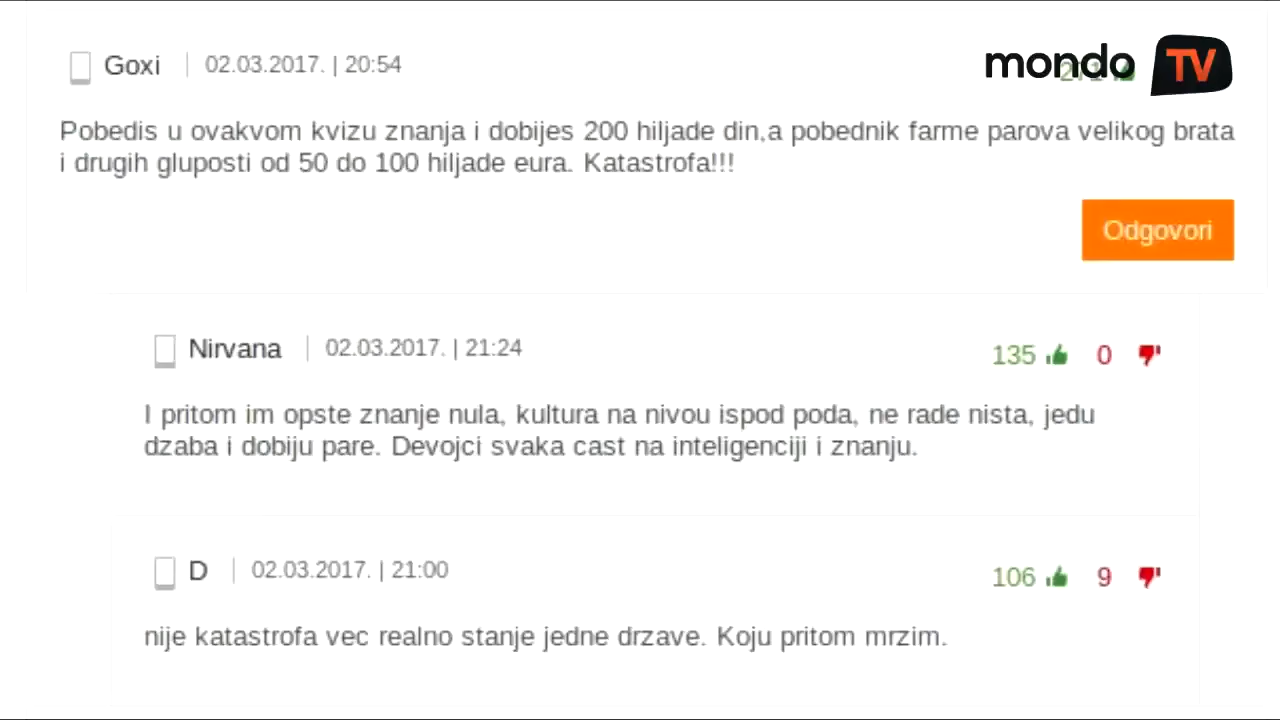 Goxi | 02.03.2017. | 20:54
mondo TV
Pobedis u ovakvom kvizu znanja i dobijes 200 hiljade din,a pobednik farme parova velikog brata
i drugih gluposti od 50 do 100 hiljade eura. Katastrofa!!!
Odgovori
Nirvana | 02.03.2017. | 21:24
135 0
I pritom im opste znanje nula, kultura na nivou ispod poda, ne rade nista, jedu
dzaba i dobiju pare. Devojci svaka cast na inteligenciji i znanju.
D | 02.03.2017. | 21:00
106 9
nije katastrofa vec realno stanje jedne drzave. Koju pritom mrzim.